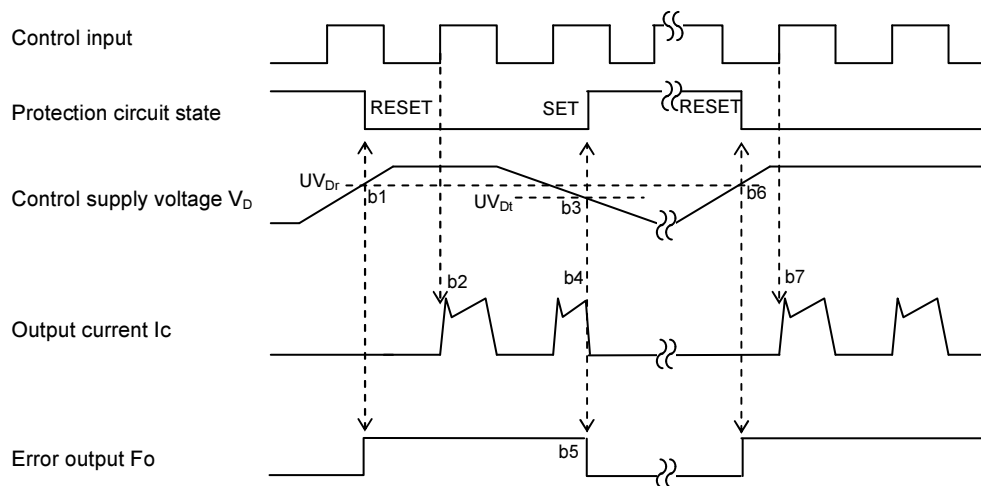 Control input
Protection circuit state
RESET
SET
RESET
Control supply voltage VD
UVDr
b1
UVDt
b3
b6
b2
b4
b7
Output current Ic
Error output Fo
b5